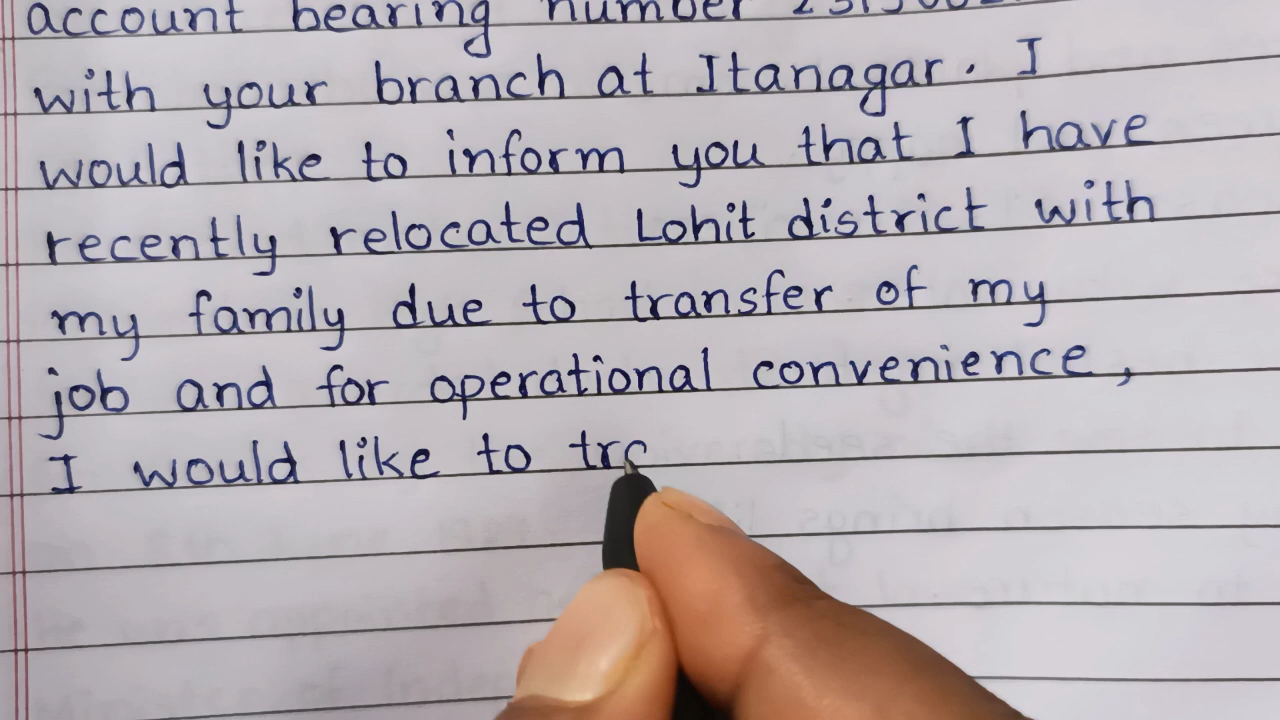 account bearing number
with your branch at Itanagar. I
would like to inform you that I have
recently relocated Lohit district with
my family due to transfer of my
job and for operational convenience,
I would like to